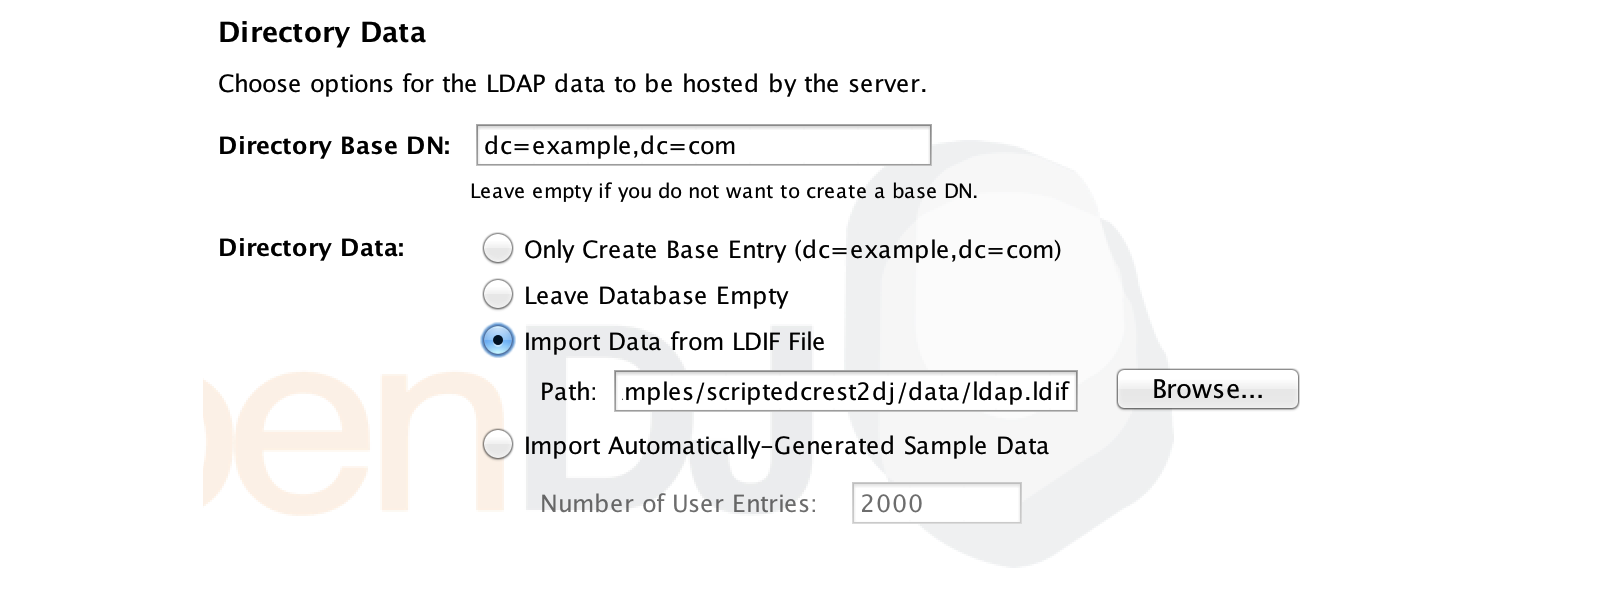 Directory Data
Choose options for the LDAP data to be hosted by the server.
Directory Base DN: dc=example,dc=com
Leave empty if you do not want to create a base DN.
Directory Data: Only Create Base Entry (dc=example,dc=com)
Leave Database Empty
Import Data from LDIF File
Path: mples/scriptedcrest2dj/data/ldap.ldif Browse...
Import Automatically-Generated Sample Data
Number of User Entries: 2000
enDJ